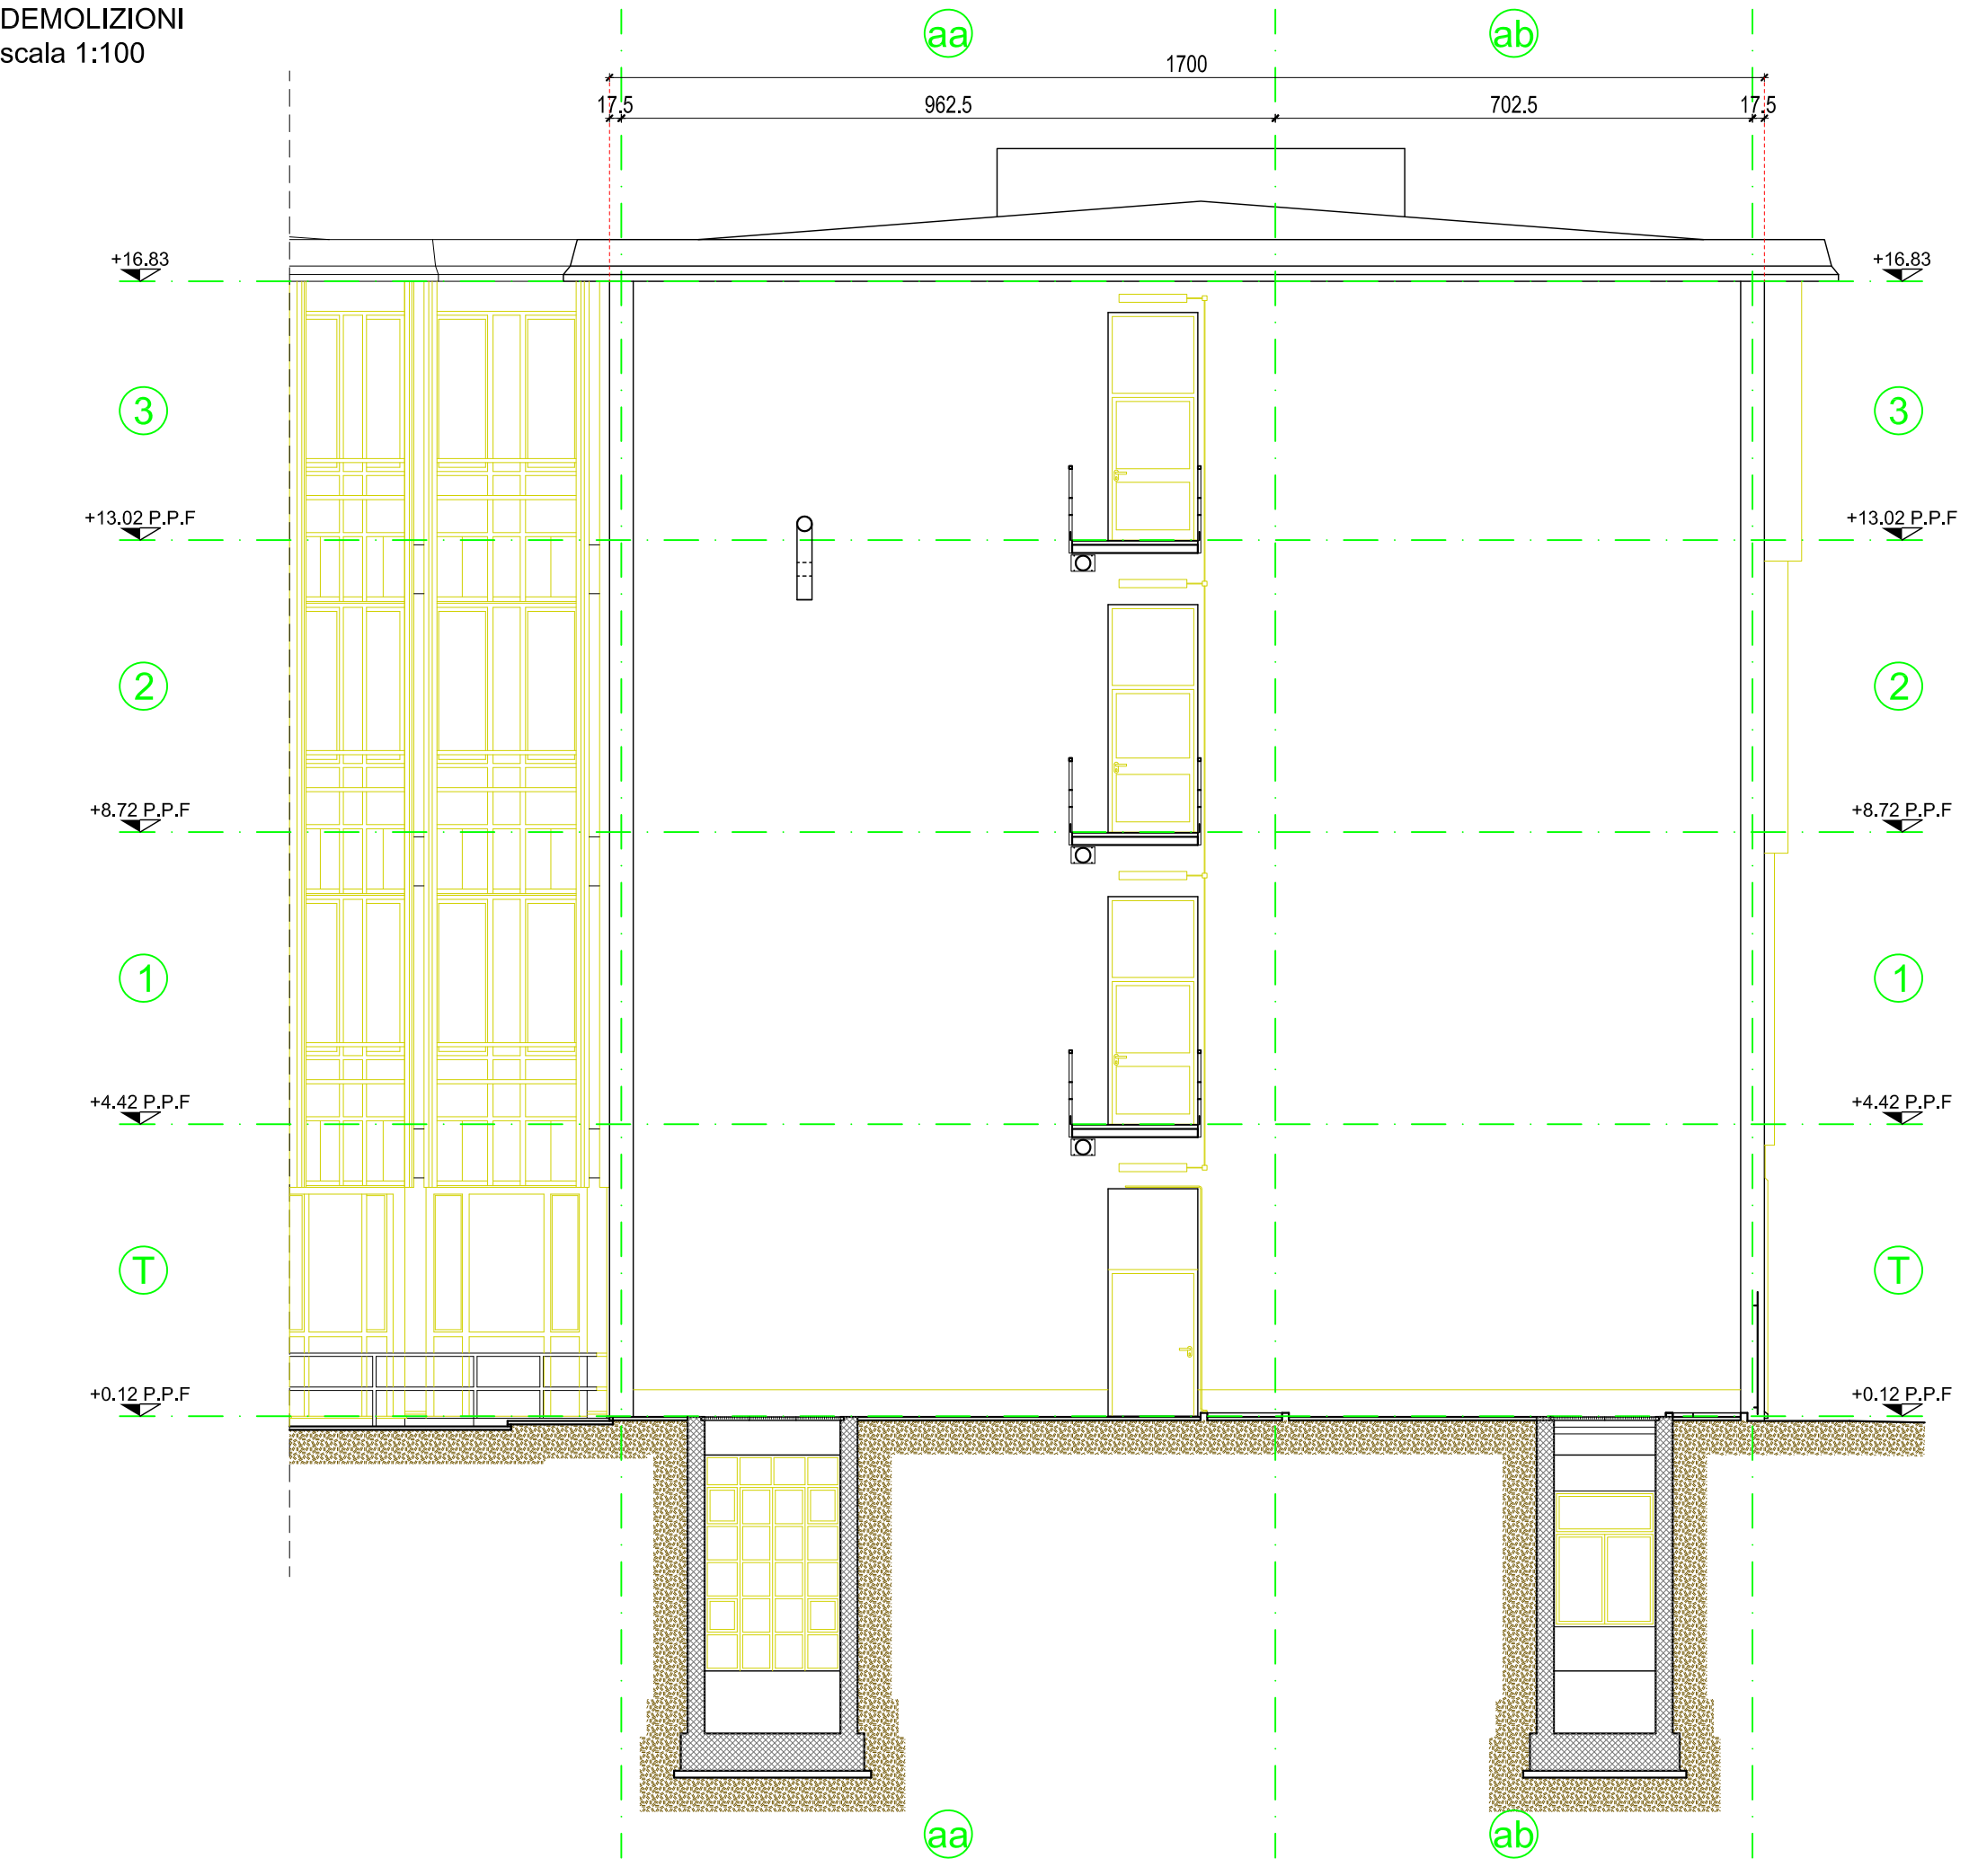 DEMOLIZIONI
scala 1:100
aa ab
1700
17.5 962.5 702.5 17.5
+16.83 +16.83
3 3
+13.02 P.P.F +13.02 P.P.F
2 2
+8.72 P.P.F +8.72 P.P.F
1 1
+4.42 P.P.F +4.42 P.P.F
T T
+0.12 P.P.F +0.12 P.P.F
aa ab